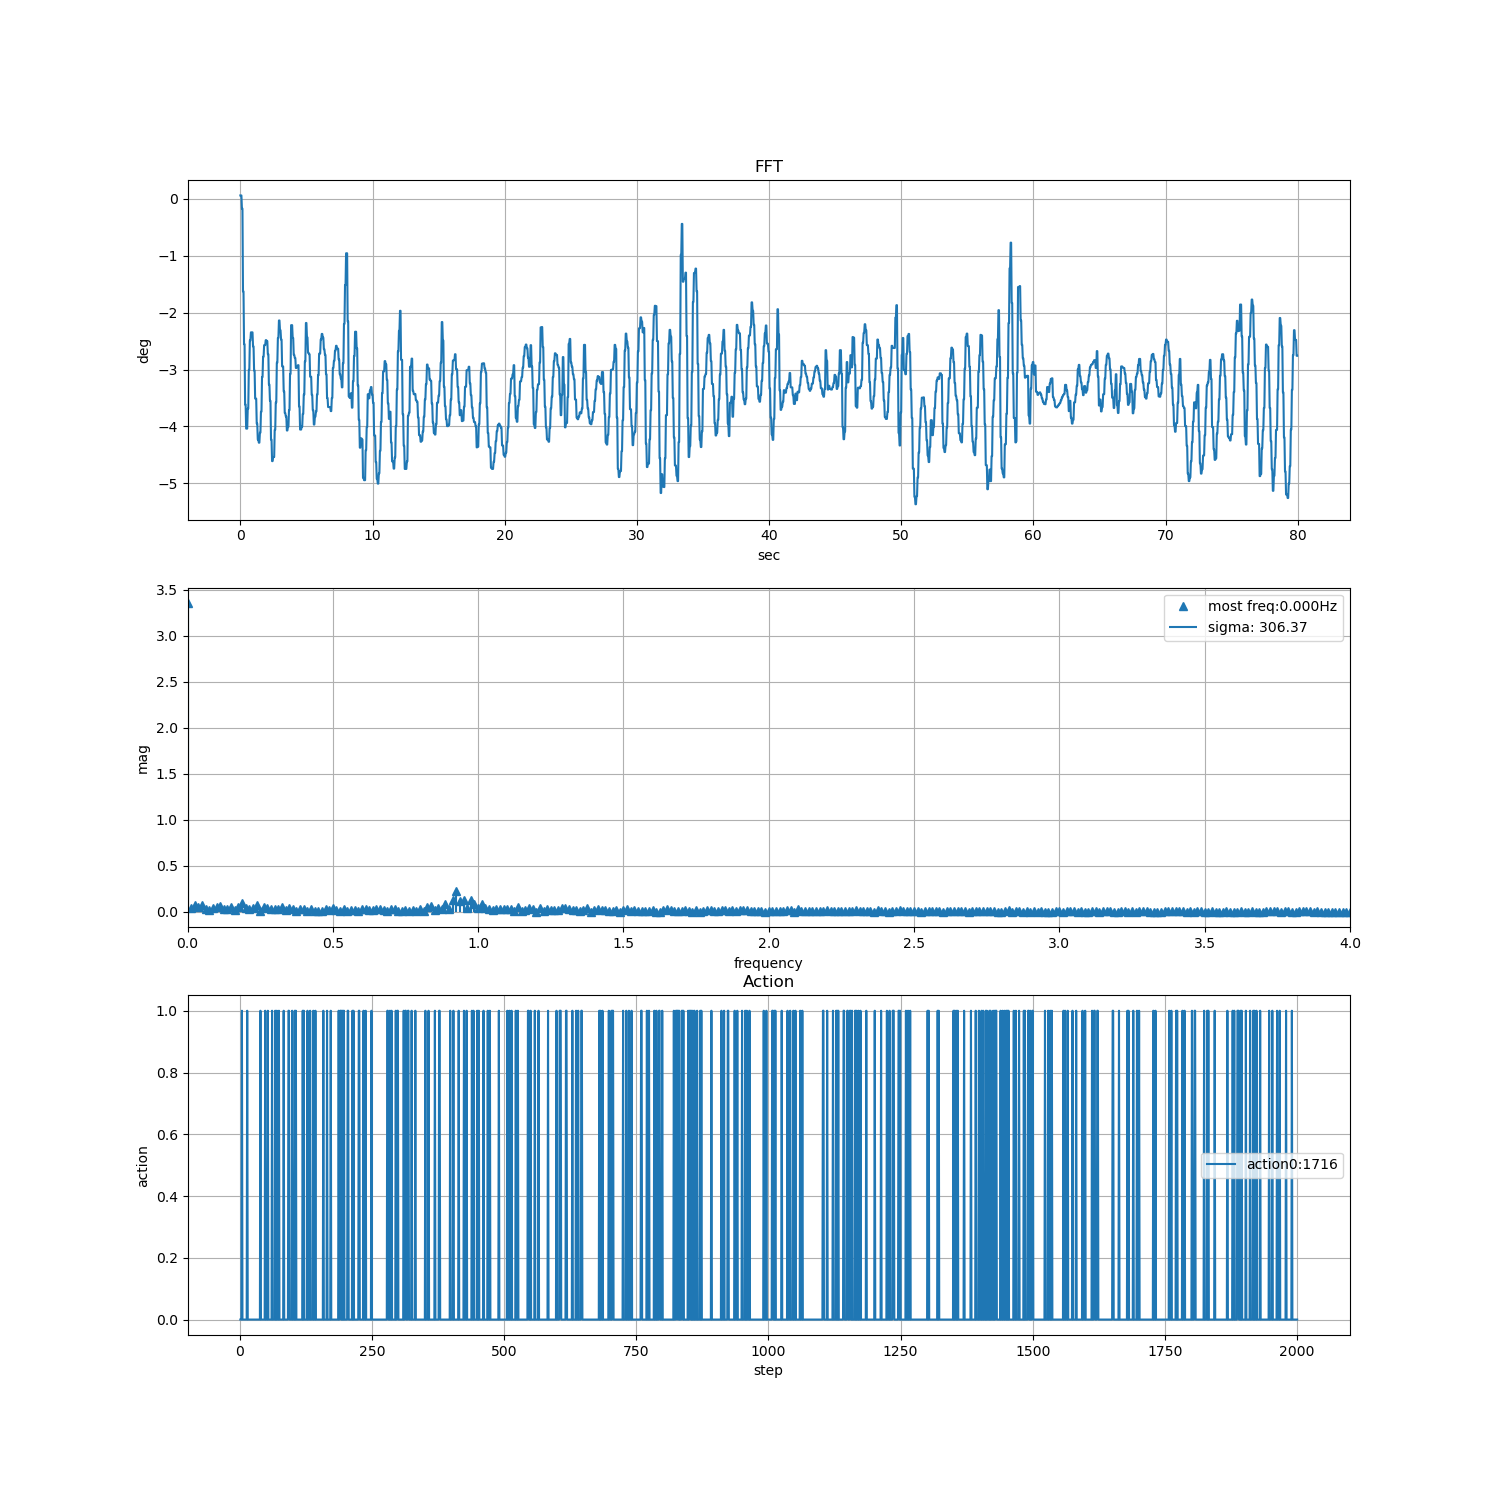 FFT
0
−1
−2
−3
−4
−5
deg
0 10 20 30 40 50 60 70 80
sec
3.5
3.0
2.5
2.0
1.5
1.0
0.5
0.0
mag
most freq:0.000Hz
sigma: 306.37
0.0 0.5 1.0 1.5 2.0 2.5 3.0 3.5 4.0
frequency
Action
1.0
0.8
0.6
0.4
0.2
0.0
action
action0:1716
0 250 500 750 1000 1250 1500 1750 2000
step